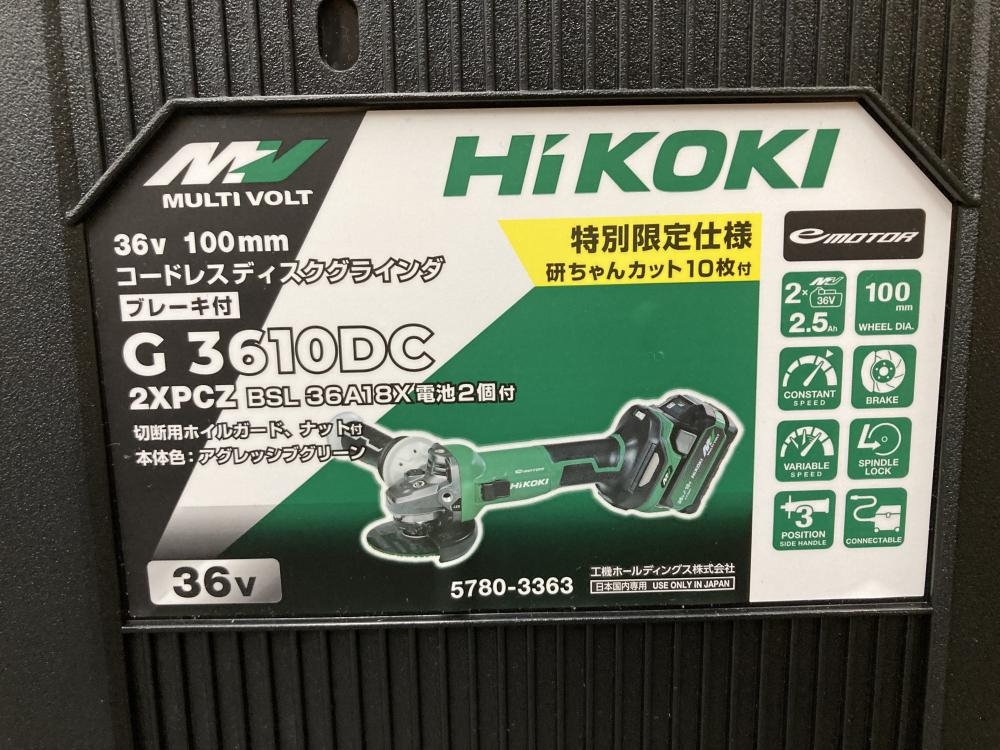 MV
MULTI VOLT
HiKOKI
36v 100mm
コードレスディスクグラインダ
ブレーキ付
G 3610DC
2XPCZ BSL 36A18X 電池2個付
切断用ホイルガード、ナット付
本体色：アグレッシブグリーン
特別限定仕様
研ちゃんカット10枚付
e MOTOR
2× MV 36V
2.5Ah
100
mm
WHEEL DIA.
CONSTANT
SPEED
BRAKE
VARIABLE
SPEED
SPINDLE
LOCK
3
POSITION
SIDE HANDLE
CONNECTABLE
e MOTOR
HiKOKI
36v
5780-3363
工機ホールディングス株式会社
日本国内専用 USE ONLY IN JAPAN